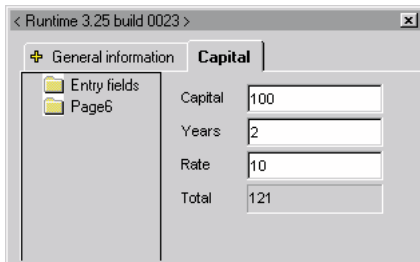 < Runtime 3.25 build 0023 >
General information
Capital
Entry fields
Page6
Capital 100
Years 2
Rate 10
Total 121